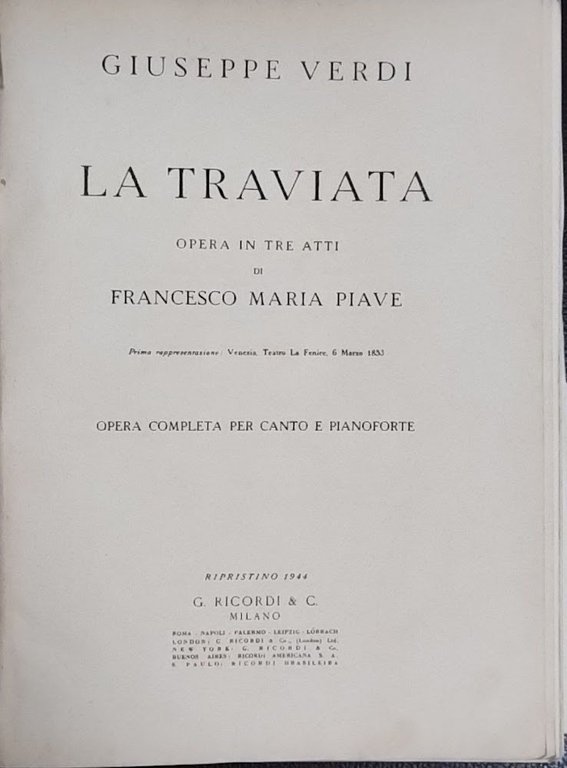 GIUSEPPE VERDI
LA TRAVIATA
OPERA IN TRE ATTI
DI
FRANCESCO MARIA PIAVE
Prima rappresentazione: Venezia, Teatro La Fenice, 6 Marzo 1853
OPERA COMPLETA PER CANTO E PIANOFORTE
RIPRISTINO 1944
G. RICORDI & C.
MILANO
ROMA - NAPOLI - PALERMO - LEIPZIG - LÖRRACH
LONDON: G. RICORDI & Co., (London) Ltd.
NEW YORK: G. RICORDI & Co.
BUENOS AIRES: RICORDI AMERICANA S. A.
S. PAULO: RICORDI BRASILEIRA